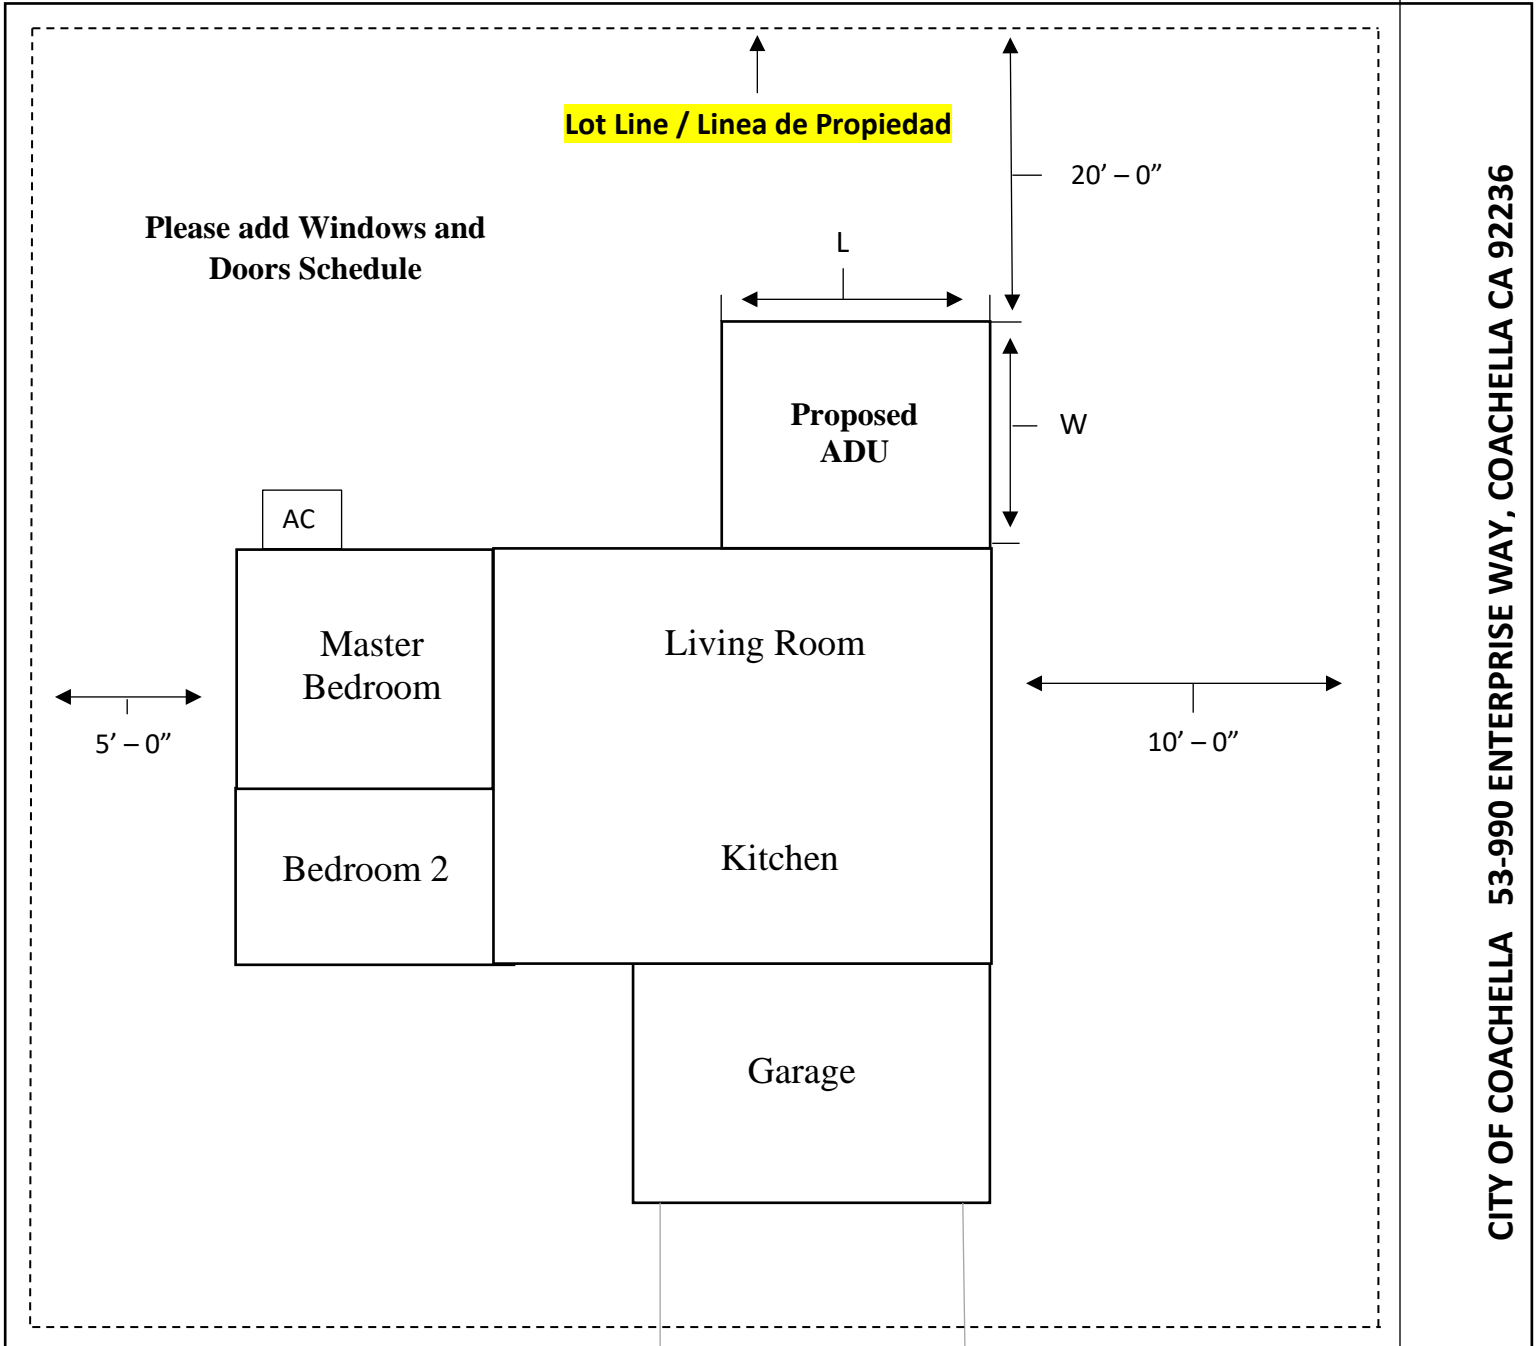 Lot Line / Linea de Propiedad
20’ – 0”
Please add Windows and
Doors Schedule
L
Proposed
ADU
W
AC
Master
Bedroom
Living Room
5’ – 0”
10’ – 0”
Bedroom 2
Kitchen
Garage
CITY OF COACHELLA 53-990 ENTERPRISE WAY, COACHELLA CA 92236